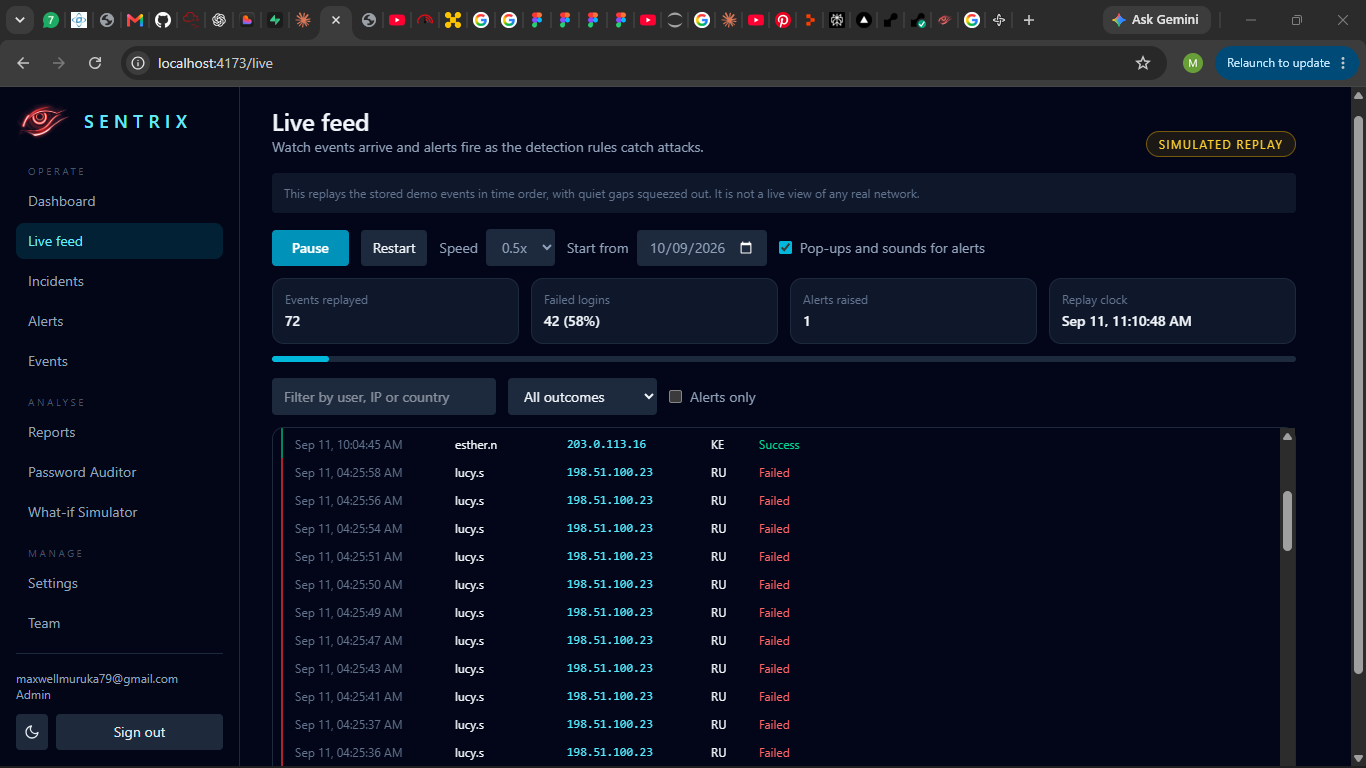 7
Ask Gemini
localhost:4173/live
M
Relaunch to update
SENTRIX
OPERATE
Dashboard
Live feed
Incidents
Alerts
Events
ANALYSE
Reports
Password Auditor
What-if Simulator
MANAGE
Settings
Team
maxwellmuruka79@gmail.com
Admin
Sign out
Live feed
Watch events arrive and alerts fire as the detection rules catch attacks.
SIMULATED REPLAY
This replays the stored demo events in time order, with quiet gaps squeezed out. It is not a live view of any real network.
Pause Restart Speed 0.5x Start from 10/09/2026 Pop-ups and sounds for alerts
Events replayed
72
Failed logins
42 (58%)
Alerts raised
1
Replay clock
Sep 11, 11:10:48 AM
Filter by user, IP or country All outcomes Alerts only
Sep 11, 10:04:45 AM esther.n 203.0.113.16 KE Success
Sep 11, 04:25:58 AM lucy.s 198.51.100.23 RU Failed
Sep 11, 04:25:56 AM lucy.s 198.51.100.23 RU Failed
Sep 11, 04:25:54 AM lucy.s 198.51.100.23 RU Failed
Sep 11, 04:25:51 AM lucy.s 198.51.100.23 RU Failed
Sep 11, 04:25:50 AM lucy.s 198.51.100.23 RU Failed
Sep 11, 04:25:49 AM lucy.s 198.51.100.23 RU Failed
Sep 11, 04:25:47 AM lucy.s 198.51.100.23 RU Failed
Sep 11, 04:25:43 AM lucy.s 198.51.100.23 RU Failed
Sep 11, 04:25:41 AM lucy.s 198.51.100.23 RU Failed
Sep 11, 04:25:37 AM lucy.s 198.51.100.23 RU Failed
Sep 11, 04:25:36 AM lucy.s 198.51.100.23 RU Failed